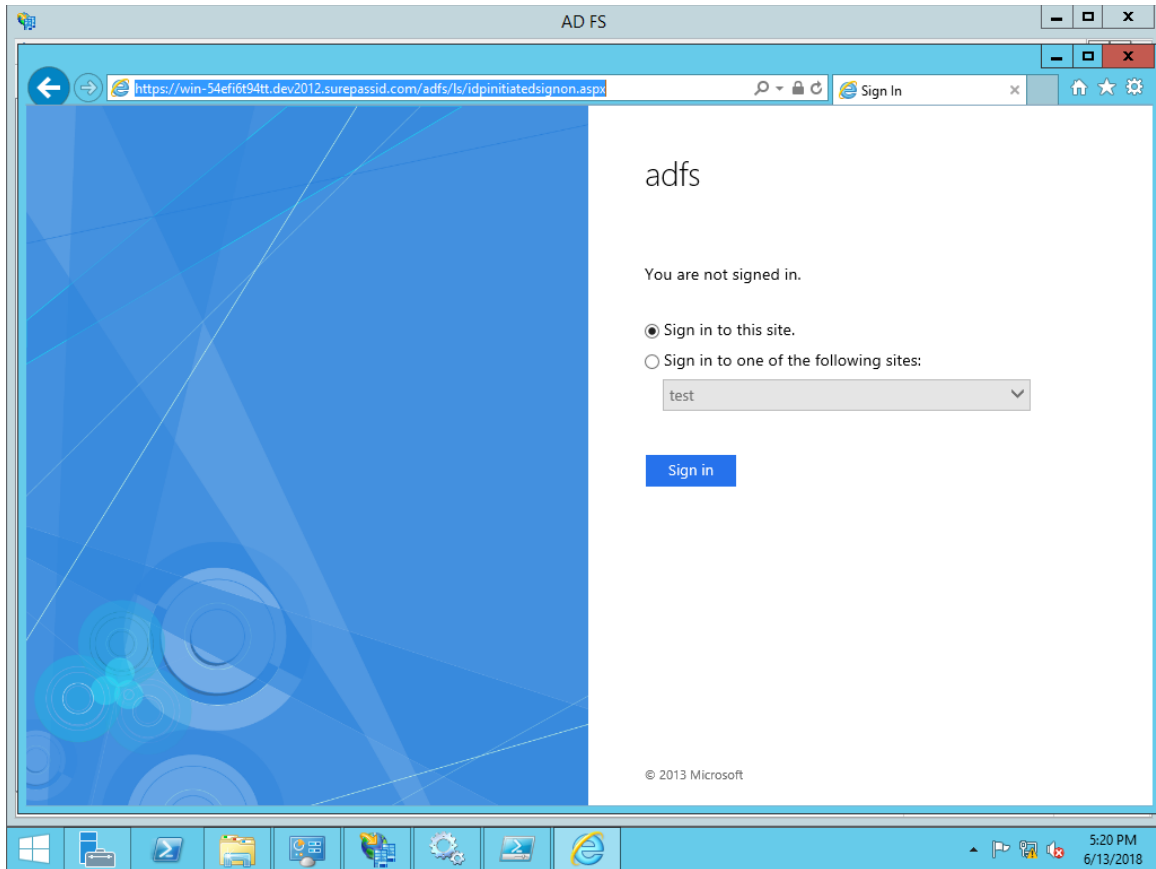 AD FS
https://win-54efi6t94tt.dev2012.surepassid.com/adfs/ls/idpinitiatedsignon.aspx
Sign In
adfs
You are not signed in.
Sign in to this site.
Sign in to one of the following sites:
test
Sign in
© 2013 Microsoft
5:20 PM
6/13/2018